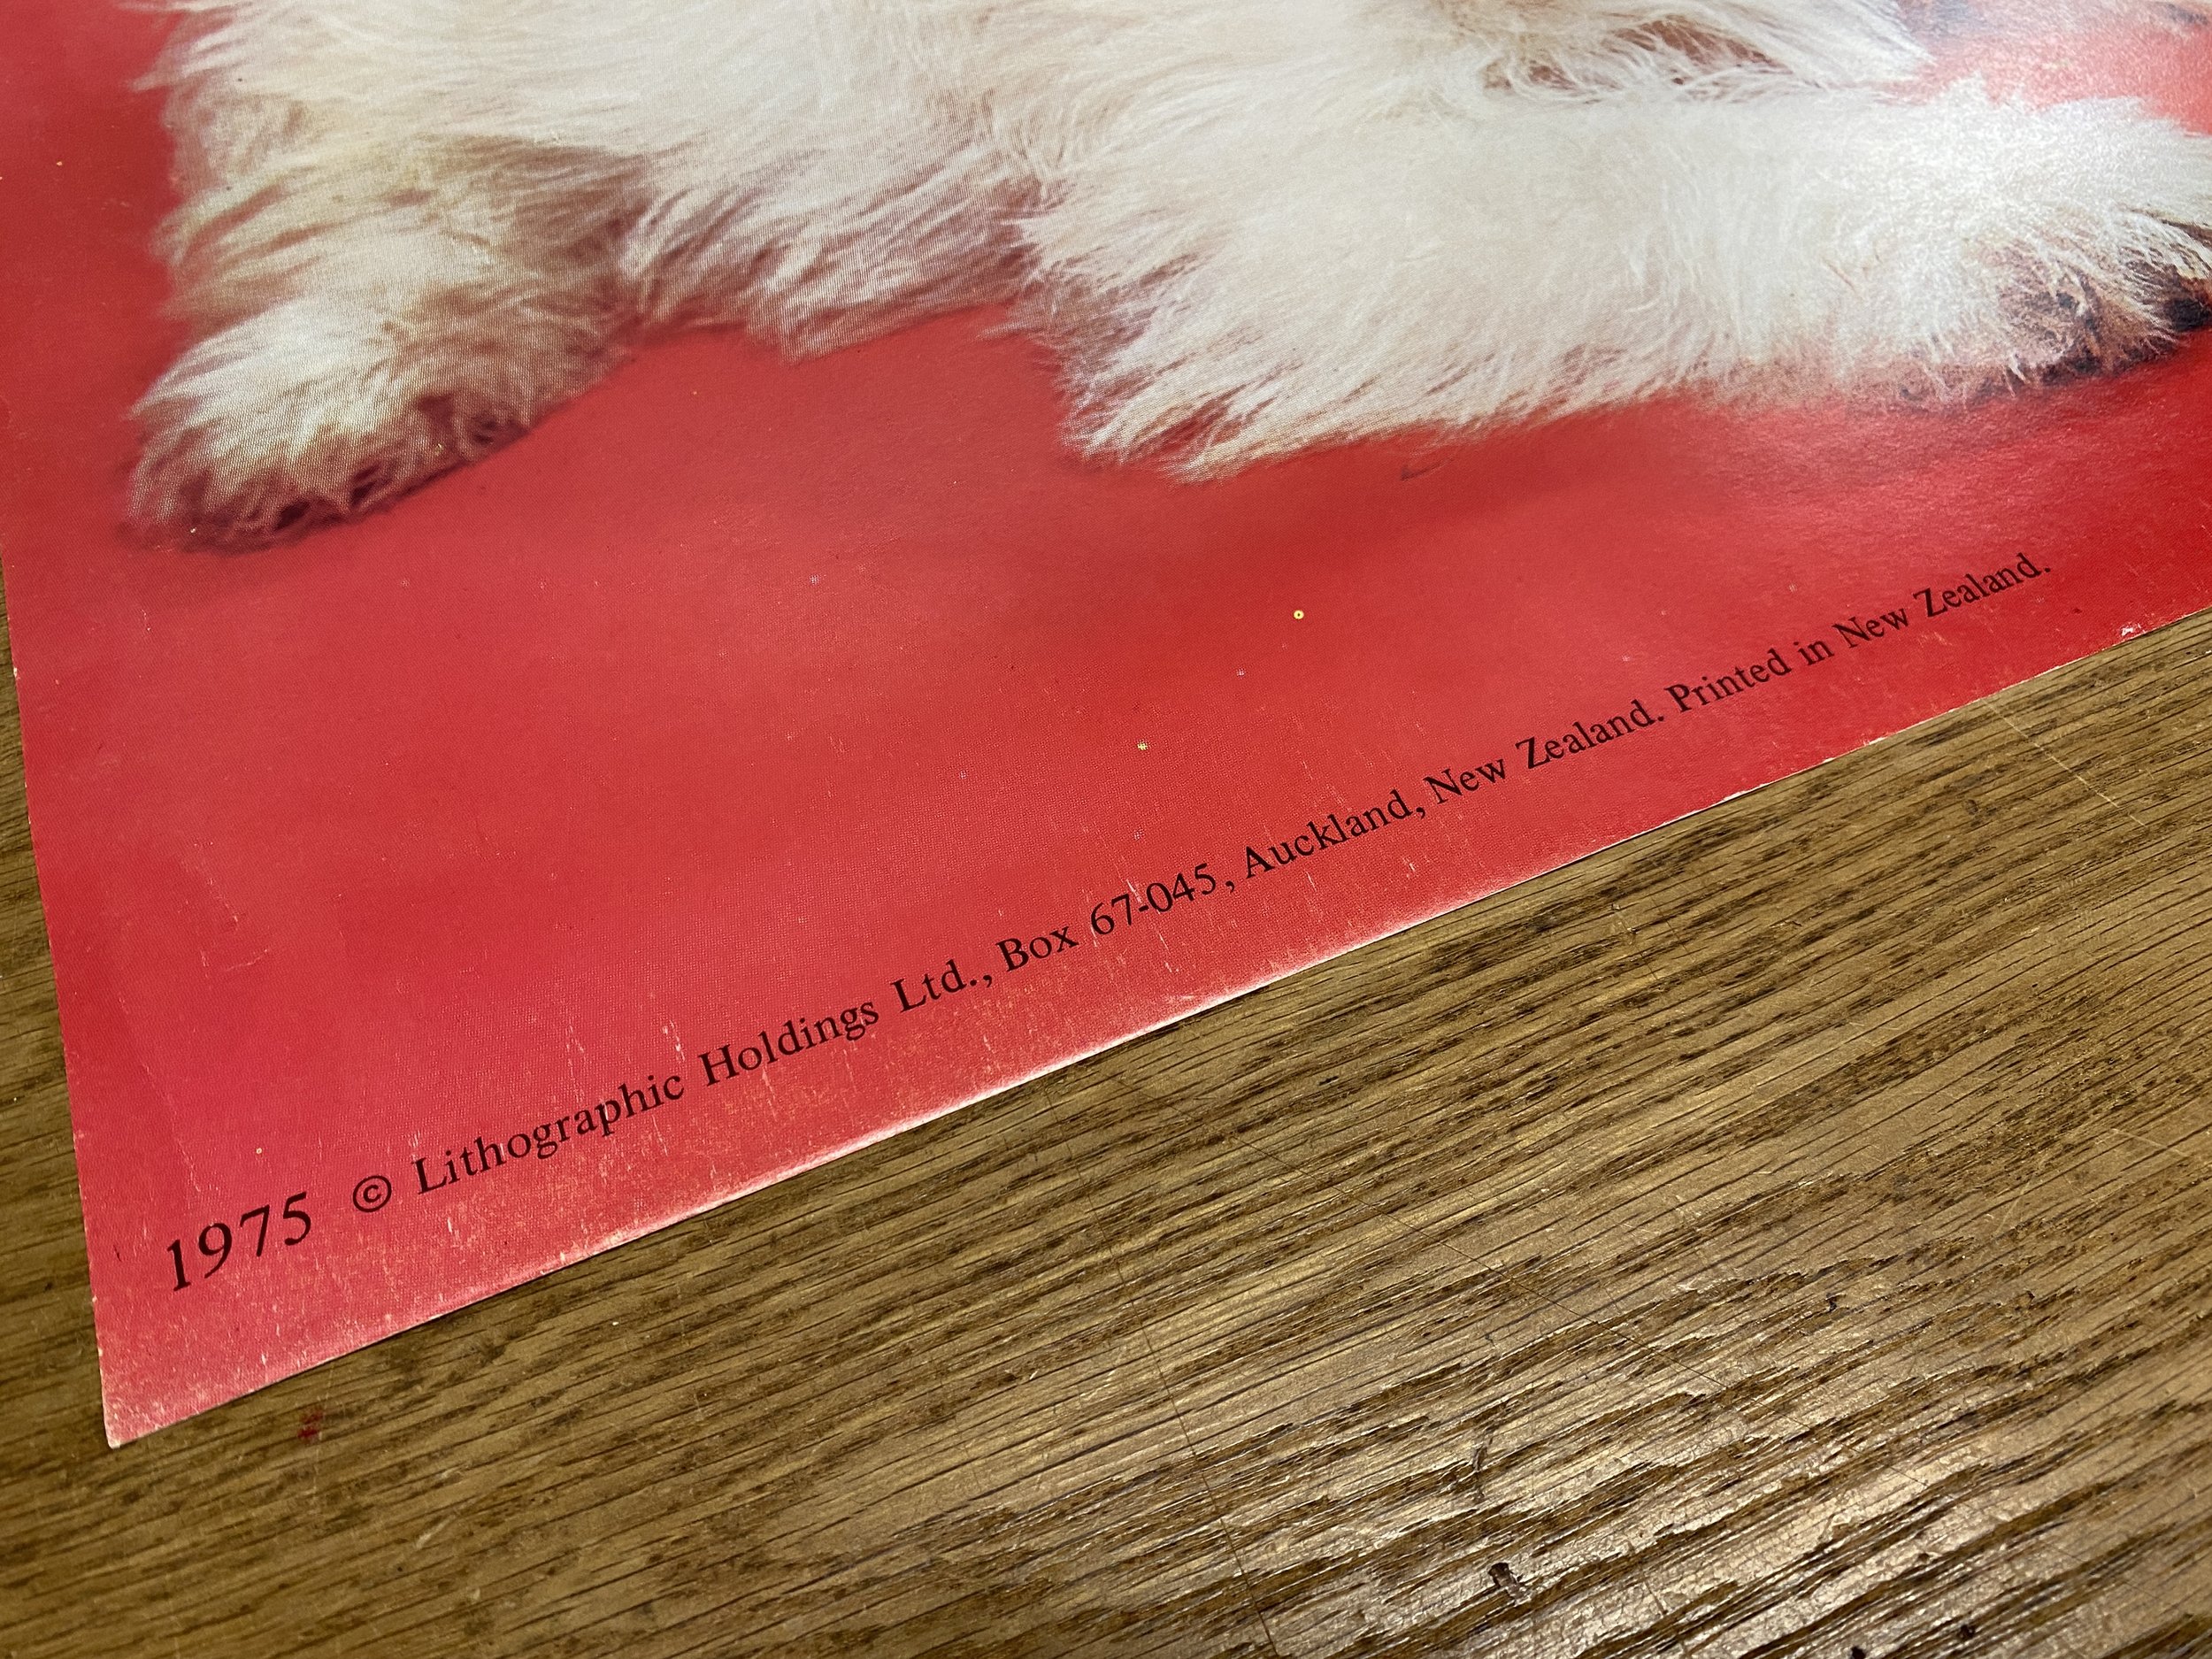 1975 © Lithographic Holdings Ltd., Box 67-045, Auckland, New Zealand. Printed in New Zealand.